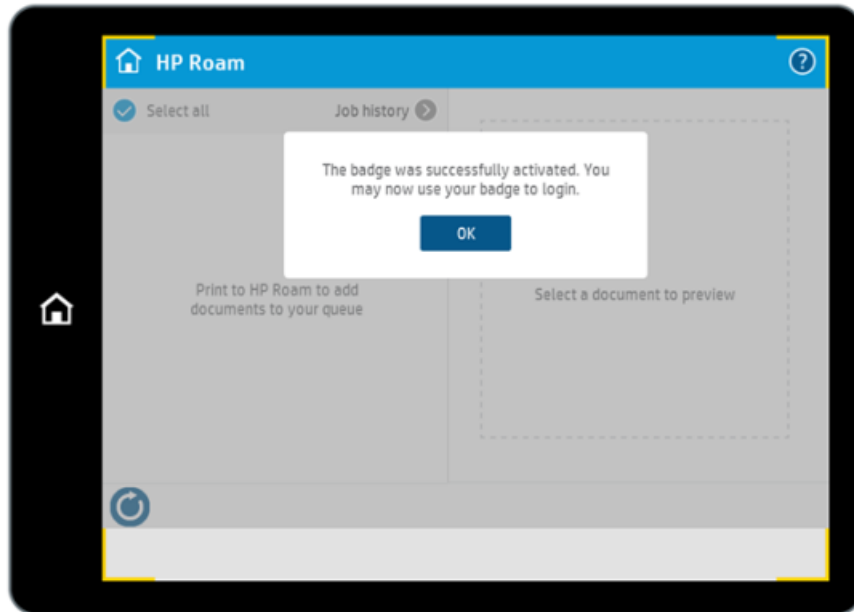 HP Roam
?
Select all
Job history
The badge was successfully activated. You
may now use your badge to login.
OK
Print to HP Roam to add
documents to your queue
Select a document to preview